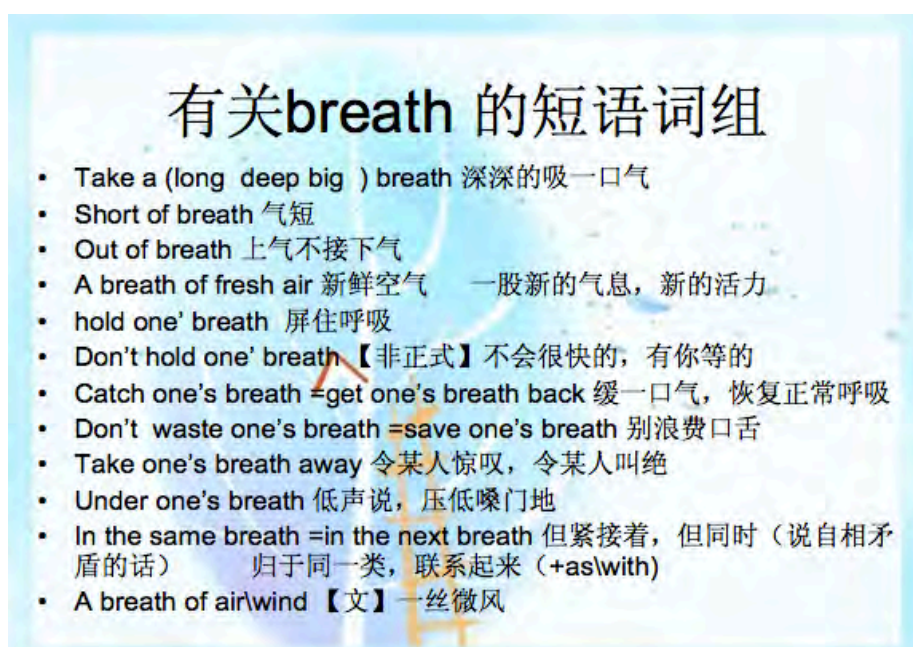 有关breath 的短语词组
• Take a (long deep big ) breath 深深的吸一口气
• Short of breath 气短
• Out of breath 上气不接下气
• A breath of fresh air 新鲜空气 一股新的气息，新的活力
• hold one' breath 屏住呼吸
• Don't hold one' breath 【非正式】不会很快的，有你等的
• Catch one's breath =get one's breath back 缓一口气，恢复正常呼吸
• Don't waste one's breath =save one's breath 别浪费口舌
• Take one's breath away 令某人惊叹，令某人叫绝
• Under one's breath 低声说，压低嗓门地
• In the same breath =in the next breath 但紧接着，但同时（说自相矛
盾的话） 归于同一类，联系起来（+as\with)
• A breath of air\wind 【文】一丝微风